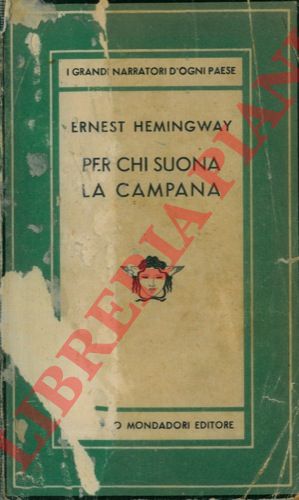 I GRANDI NARRATORI D'OGNI PAESE
ERNEST HEMINGWAY
PER CHI SUONA
LA CAMPANA
O MONDADORI EDITORE
LIBRERIA PIANI